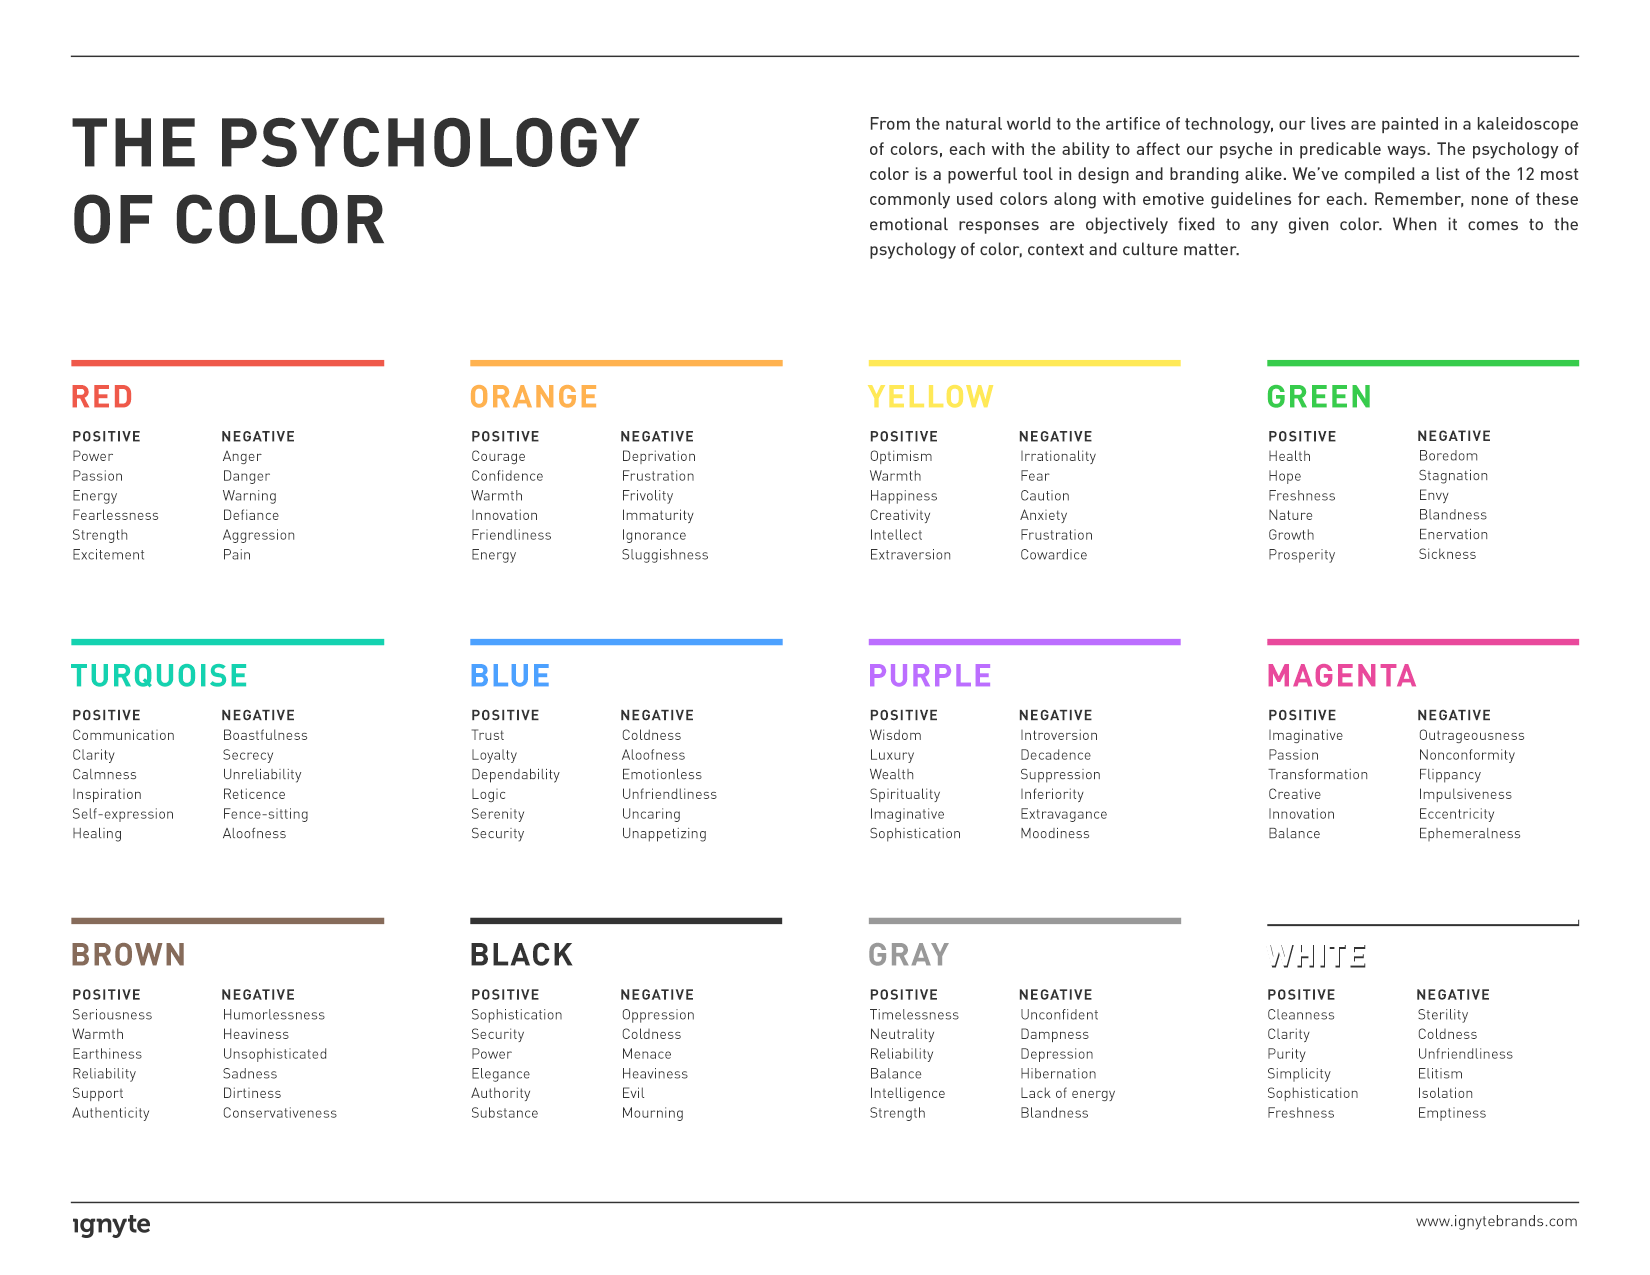 THE PSYCHOLOGY
OF COLOR
From the natural world to the artifice of technology, our lives are painted in a kaleidoscope
of colors, each with the ability to affect our psyche in predicable ways. The psychology of
color is a powerful tool in design and branding alike. We've compiled a list of the 12 most
commonly used colors along with emotive guidelines for each. Remember, none of these
emotional responses are objectively fixed to any given color. When it comes to the
psychology of color, context and culture matter.
RED
POSITIVE NEGATIVE
Power Anger
Passion Danger
Energy Warning
Fearlessness Defiance
Strength Aggression
Excitement Pain
ORANGE
POSITIVE NEGATIVE
Courage Deprivation
Confidence Frustration
Warmth Frivolity
Innovation Immaturity
Friendliness Ignorance
Energy Sluggishness
YELLOW
POSITIVE NEGATIVE
Optimism Irrationality
Warmth Fear
Happiness Caution
Creativity Anxiety
Intellect Frustration
Extraversion Cowardice
GREEN
POSITIVE NEGATIVE
Health Boredom
Hope Stagnation
Freshness Envy
Nature Blandness
Growth Enervation
Prosperity Sickness
TURQUOISE
POSITIVE NEGATIVE
Communication Boastfulness
Clarity Secrecy
Calmness Unreliability
Inspiration Reticence
Self-expression Fence-sitting
Healing Aloofness
BLUE
POSITIVE NEGATIVE
Trust Coldness
Loyalty Aloofness
Dependability Emotionless
Logic Unfriendliness
Serenity Uncaring
Security Unappetizing
PURPLE
POSITIVE NEGATIVE
Wisdom Introversion
Luxury Decadence
Wealth Suppression
Spirituality Inferiority
Imaginative Extravagance
Sophistication Moodiness
MAGENTA
POSITIVE NEGATIVE
Imaginative Outrageousness
Passion Nonconformity
Transformation Flippancy
Creative Impulsiveness
Innovation Eccentricity
Balance Ephemeralness
BROWN
POSITIVE NEGATIVE
Seriousness Humorlessness
Warmth Heaviness
Earthiness Unsophisticated
Reliability Sadness
Support Dirtiness
Authenticity Conservativeness
BLACK
POSITIVE NEGATIVE
Sophistication Oppression
Security Coldness
Power Menace
Elegance Heaviness
Authority Evil
Substance Mourning
GRAY
POSITIVE NEGATIVE
Timelessness Unconfident
Neutrality Dampness
Reliability Depression
Balance Hibernation
Intelligence Lack of energy
Strength Blandness
WHITE
POSITIVE NEGATIVE
Cleanness Sterility
Clarity Coldness
Purity Unfriendliness
Simplicity Elitism
Sophistication Isolation
Freshness Emptiness
ignyte
www.ignytebrands.com